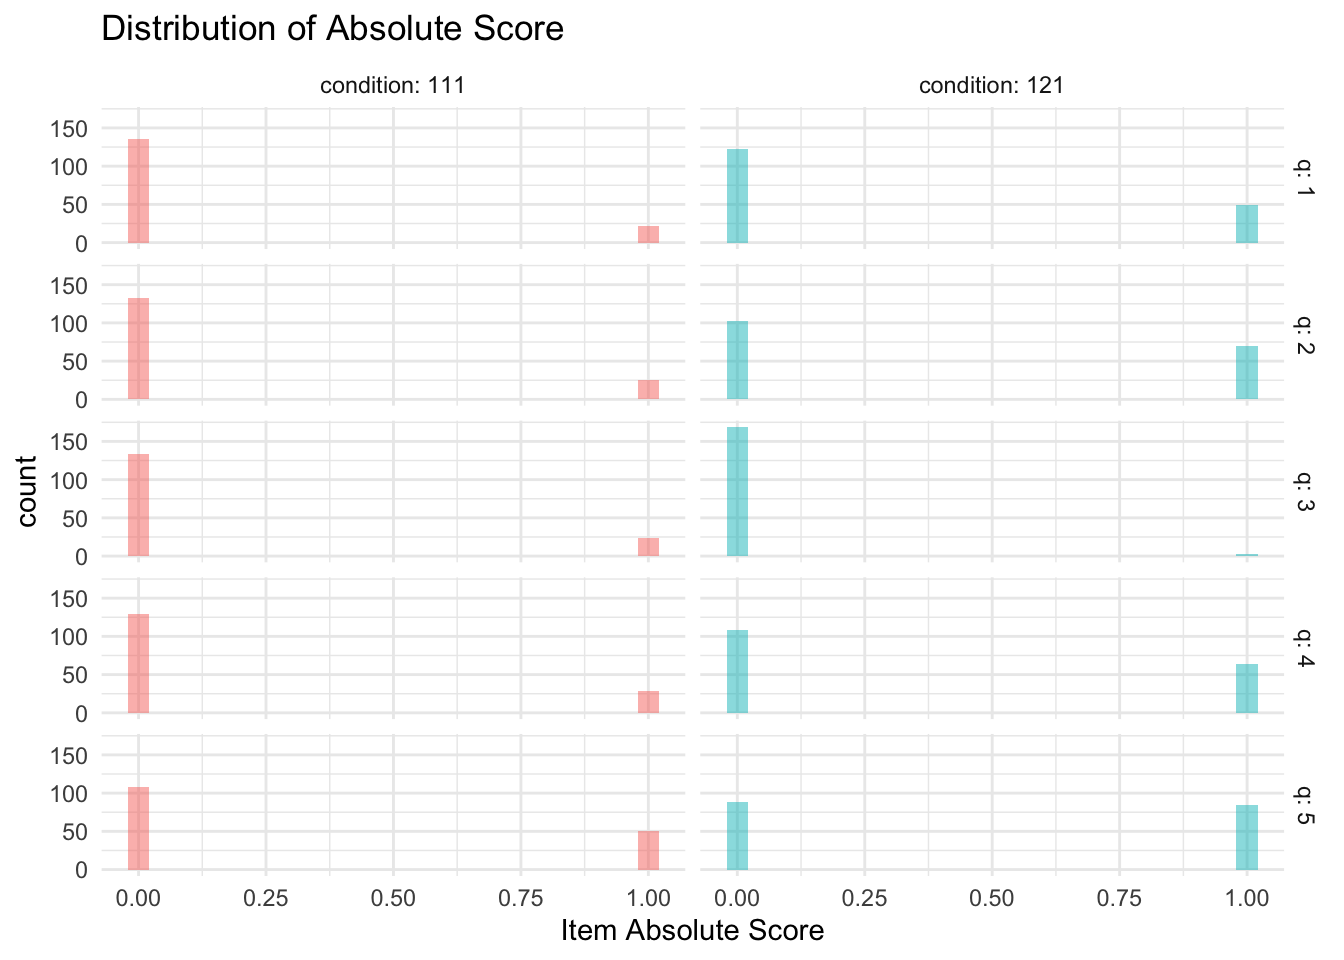 Distribution of Absolute Score
condition: 111
condition: 121
150
100
50
0
q: 1
150
100
50
0
q: 2
150
100
50
0
q: 3
150
100
50
0
q: 4
150
100
50
0
q: 5
count
0.00 0.25 0.50 0.75 1.00
0.00 0.25 0.50 0.75 1.00
Item Absolute Score